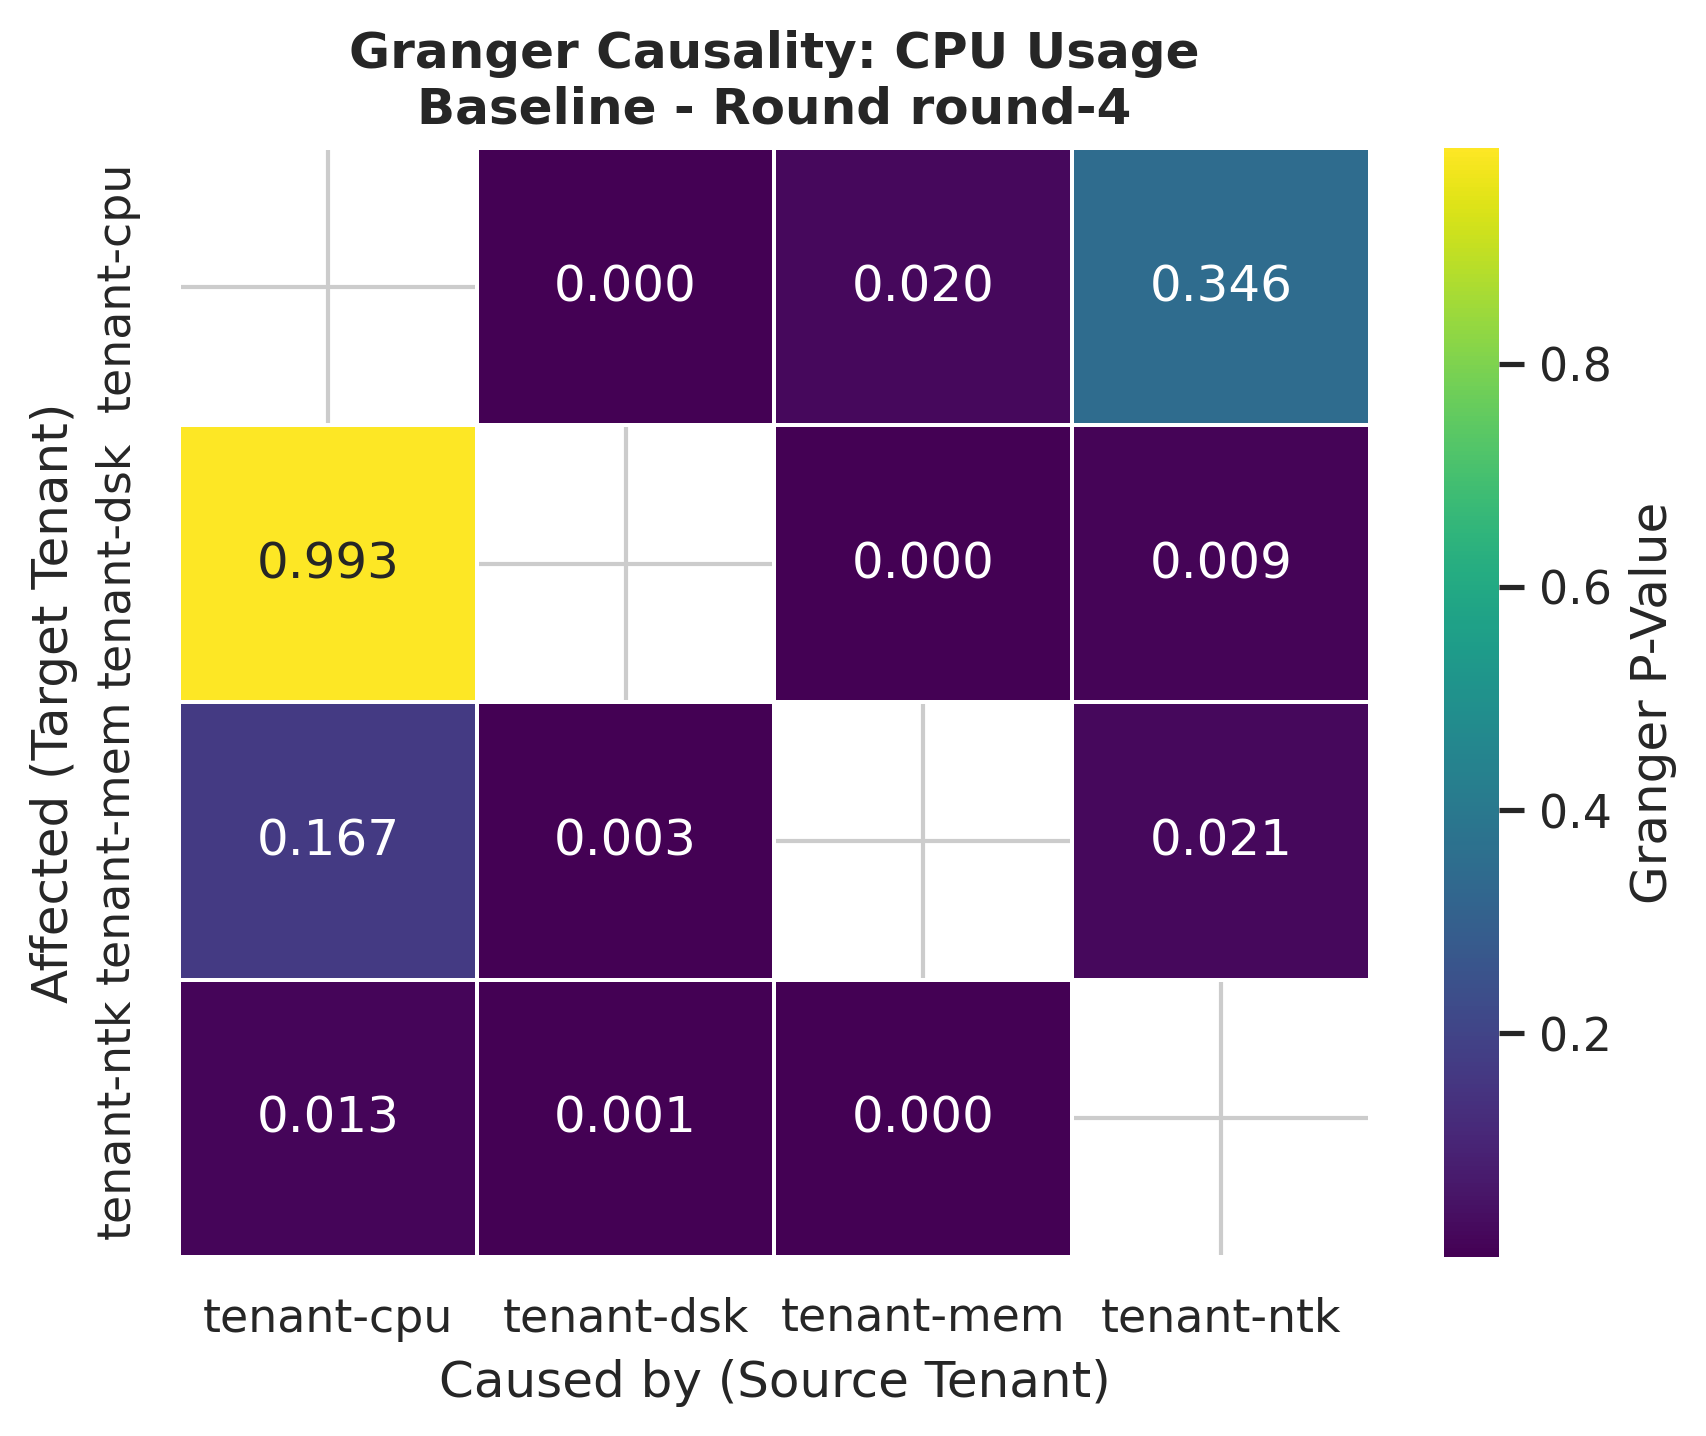 Granger Causality: CPU Usage
Baseline - Round round-4
Affected (Target Tenant)
tenant-cpu
0.000 0.020 0.346
tenant-dsk
0.993 0.000 0.009
tenant-mem
0.167 0.003 0.021
tenant-ntk
0.013 0.001 0.000
tenant-cpu tenant-dsk tenant-mem tenant-ntk
Caused by (Source Tenant)
0.8
0.6
0.4
0.2
Granger P-Value